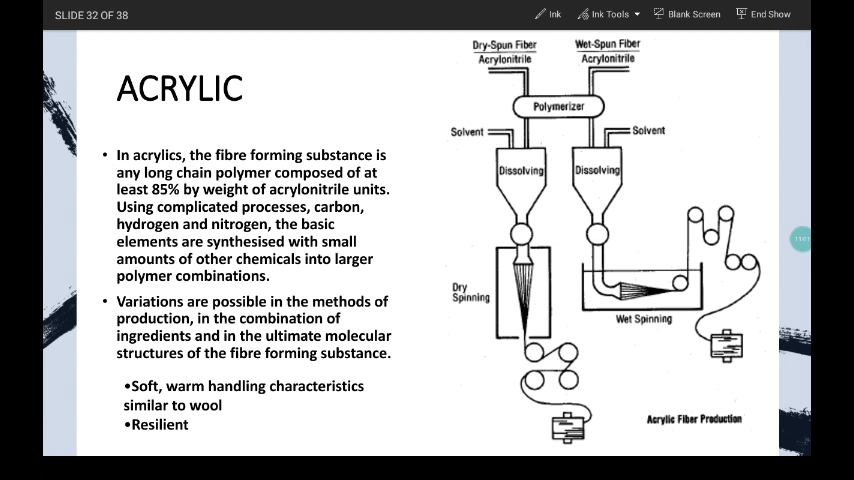 SLIDE 32 OF 38
Ink
Ink Tools
Blank Screen
End Show
ACRYLIC
• In acrylics, the fibre forming substance is
any long chain polymer composed of at
least 85% by weight of acrylonitrile units.
Using complicated processes, carbon,
hydrogen and nitrogen, the basic
elements are synthesised with small
amounts of other chemicals into larger
polymer combinations.
• Variations are possible in the methods of
production, in the combination of
ingredients and in the ultimate molecular
structures of the fibre forming substance.
•Soft, warm handling characteristics
similar to wool
•Resilient
Dry-Spun Fiber
Acrylonitrile
Wet-Spun Fiber
Acrylonitrile
Polymerizer
Solvent
Solvent
Dissolving
Dissolving
Dry
Spinning
Wet Spinning
Acrylic Fiber Production